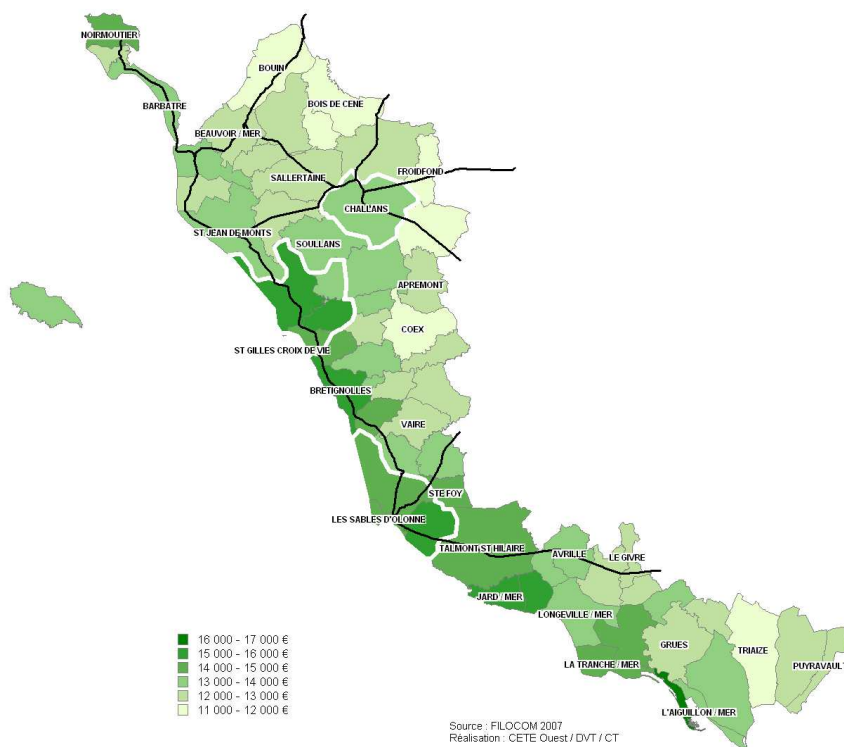 NOIRMOUTIER
BOUIN
BOIS DE CENE
BARBATRE
BEAUVOIR / MER
FROIDFOND
SALLERTAINE
CHALLANS
ST JEAN DE MONTS
SOULLANS
APREMONT
COEX
ST GILLES CROIX DE VIE
BRETIGNOLLES
VAIRE
STE FOY
LES SABLES D'OLONNE
TALMONT ST HILAIRE
AVRILLE
LE GIVRE
JARD / MER
LONGEVILLE / MER
GRUES
TRIAIZE
LA TRANCHE / MER
PUYRAVAULT
L'AIGUILLON / MER
16 000 - 17 000 €
15 000 - 16 000 €
14 000 - 15 000 €
13 000 - 14 000 €
12 000 - 13 000 €
11 000 - 12 000 €
Source : FILOCOM 2007
Réalisation : CETE Ouest / DVT / CT